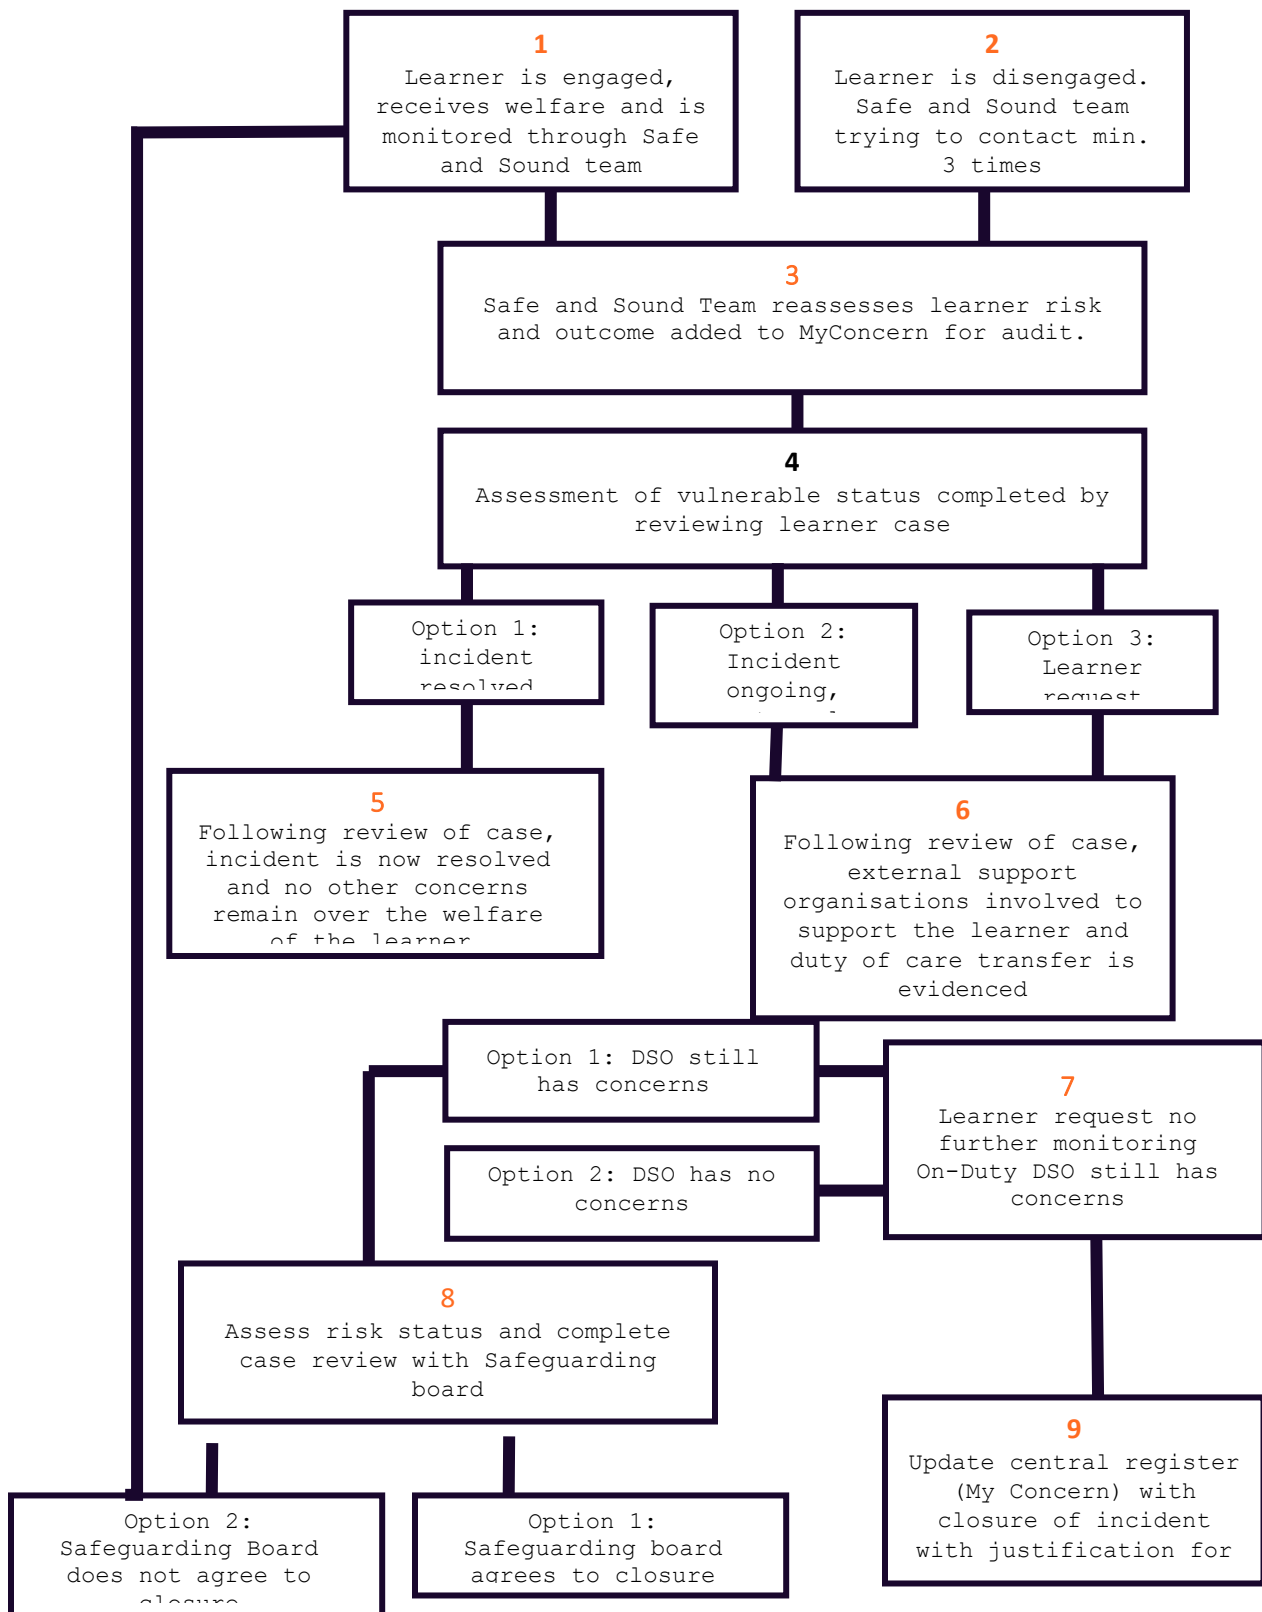 1
Learner is engaged,
receives welfare and is
monitored through Safe
and Sound team
2
Learner is disengaged.
Safe and Sound team
trying to contact min.
3 times
3
Safe and Sound Team reassesses learner risk
and outcome added to MyConcern for audit.
4
Assessment of vulnerable status completed by
reviewing learner case
Option 1:
incident
resolved
Option 2:
Incident
ongoing,
Option 3:
Learner
request
5
Following review of case,
incident is now resolved
and no other concerns
remain over the welfare
of the learner
6
Following review of case,
external support
organisations involved to
support the learner and
duty of care transfer is
evidenced
Option 1: DSO still
has concerns
7
Learner request no
further monitoring
On-Duty DSO still has
concerns
Option 2: DSO has no
concerns
8
Assess risk status and complete
case review with Safeguarding
board
9
Update central register
(My Concern) with
closure of incident
with justification for
Option 2:
Safeguarding Board
does not agree to
closure
Option 1:
Safeguarding board
agrees to closure